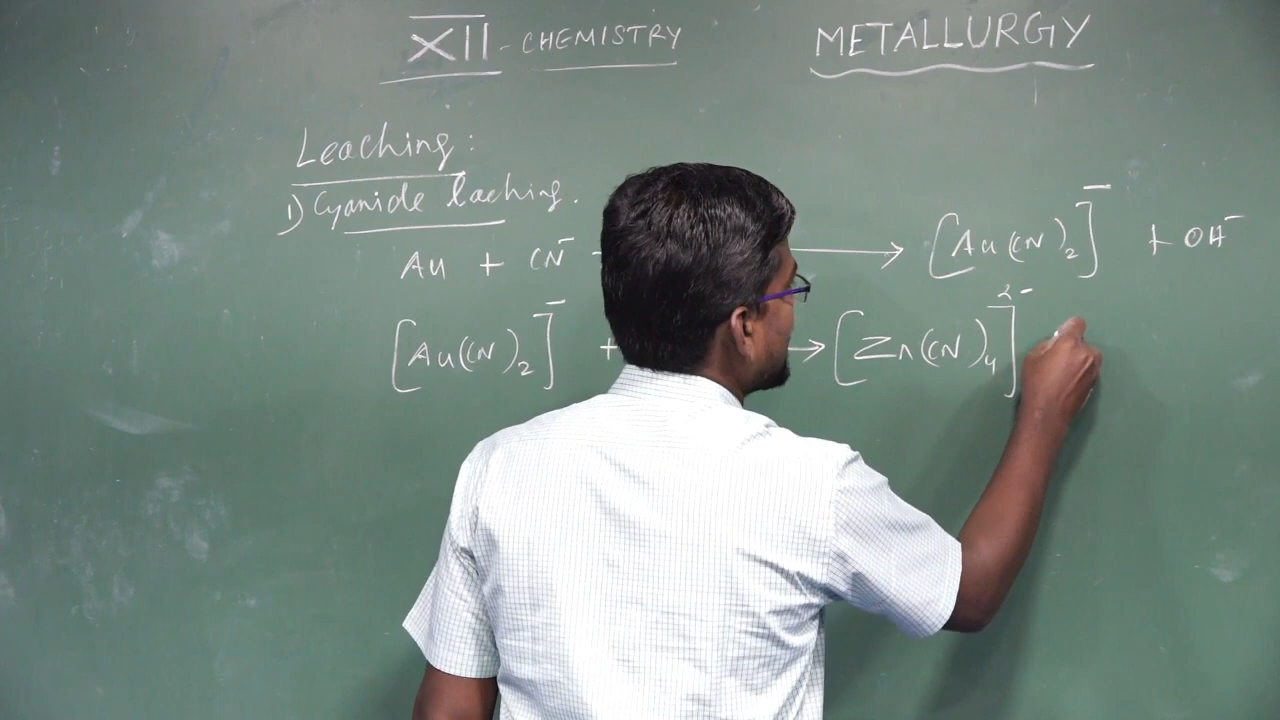 XII - CHEMISTRY
METALLURGY
Leaching:
1) Cyanide laching.
Au + CN⁻ → [Au(CN)₂]⁻ + OH⁻
[Au(CN)₂]⁻ + → [Zn(CN)₄]²⁻